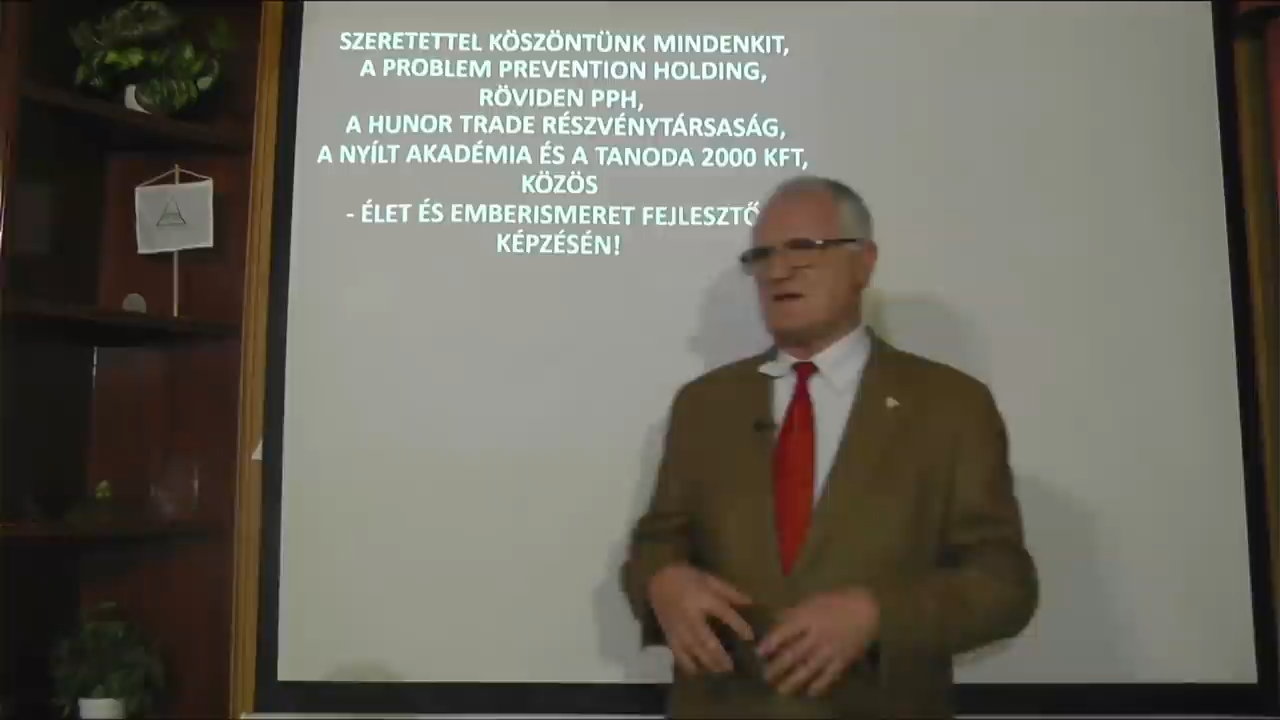 SZERETETTEL KÖSZÖNTÜNK MINDENKIT,
A PROBLEM PREVENTION HOLDING,
RÖVIDEN PPH,
A HUNOR TRADE RÉSZVÉNYTÁRSASÁG,
A NYÍLT AKADÉMIA ÉS A TANODA 2000 KFT,
KÖZÖS
- ÉLET ÉS EMBERISMERET FEJLESZTŐ
KÉPZÉSÉN!